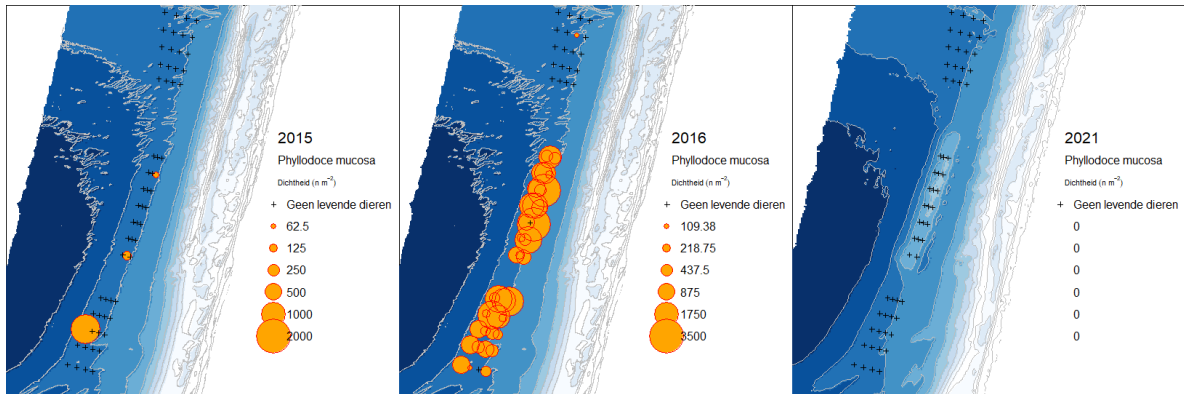 2015
Phyllodoce mucosa
Dichtheid (n m⁻²)
Geen levende dieren
62.5
125
250
500
1000
2000
2016
Phyllodoce mucosa
Dichtheid (n m⁻²)
Geen levende dieren
109.38
218.75
437.5
875
1750
3500
2021
Phyllodoce mucosa
Dichtheid (n m⁻²)
Geen levende dieren
0
0
0
0
0
0